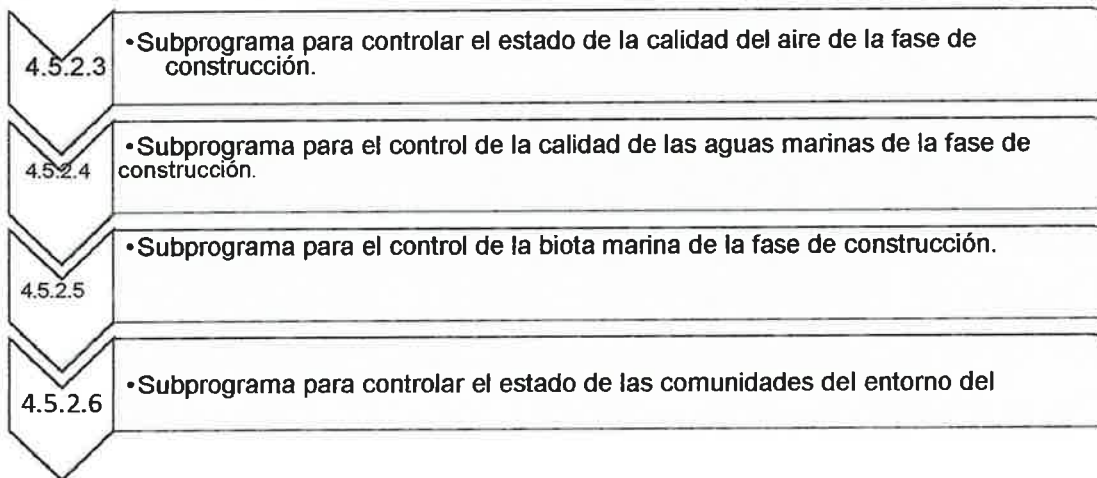 4.5.2.3
•Subprograma para controlar el estado de la calidad del aire de la fase de
construcción.
4.5.2.4
•Subprograma para el control de la calidad de las aguas marinas de la fase de
construcción.
4.5.2.5
•Subprograma para el control de la biota marina de la fase de construcción.
4.5.2.6
•Subprograma para controlar el estado de las comunidades del entorno del